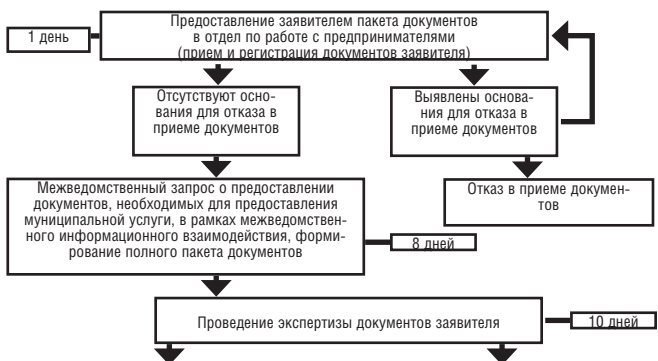 Предоставление заявителем пакета документов
в отдел по работе с предпринимателями
(прием и регистрация документов заявителя)
1 день
Отсутствуют осно-
вания для отказа в
приеме документов
Выявлены основа-
ния для отказа в
приеме документов
Межведомственный запрос о предоставлении
документов, необходимых для предоставления
муниципальной услуги, в рамках межведомствен-
ного информационного взаимодействия, форми-
рование полного пакета документов
Отказ в приеме докумен-
тов
8 дней
Проведение экспертизы документов заявителя
10 дней